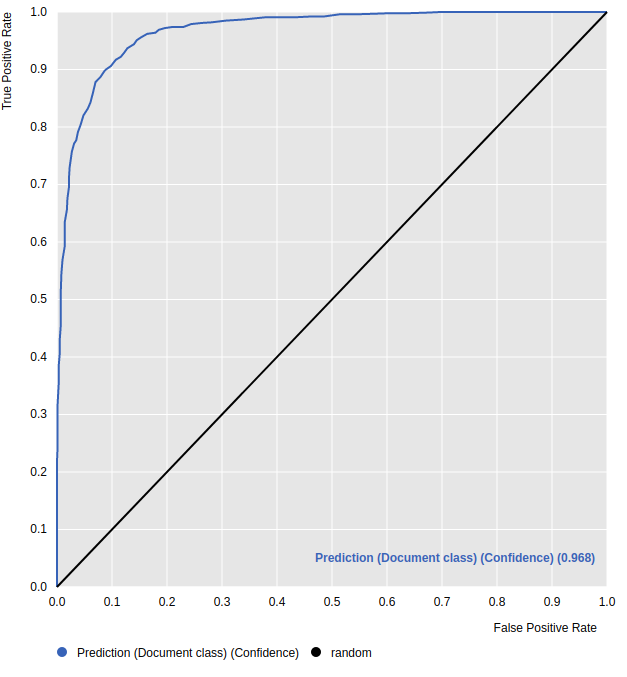 True Positive Rate
1.0
0.9
0.8
0.7
0.6
0.5
0.4
0.3
0.2
0.1
0.0
Prediction (Document class) (Confidence) (0.968)
0.0 0.1 0.2 0.3 0.4 0.5 0.6 0.7 0.8 0.9 1.0
False Positive Rate
Prediction (Document class) (Confidence) random